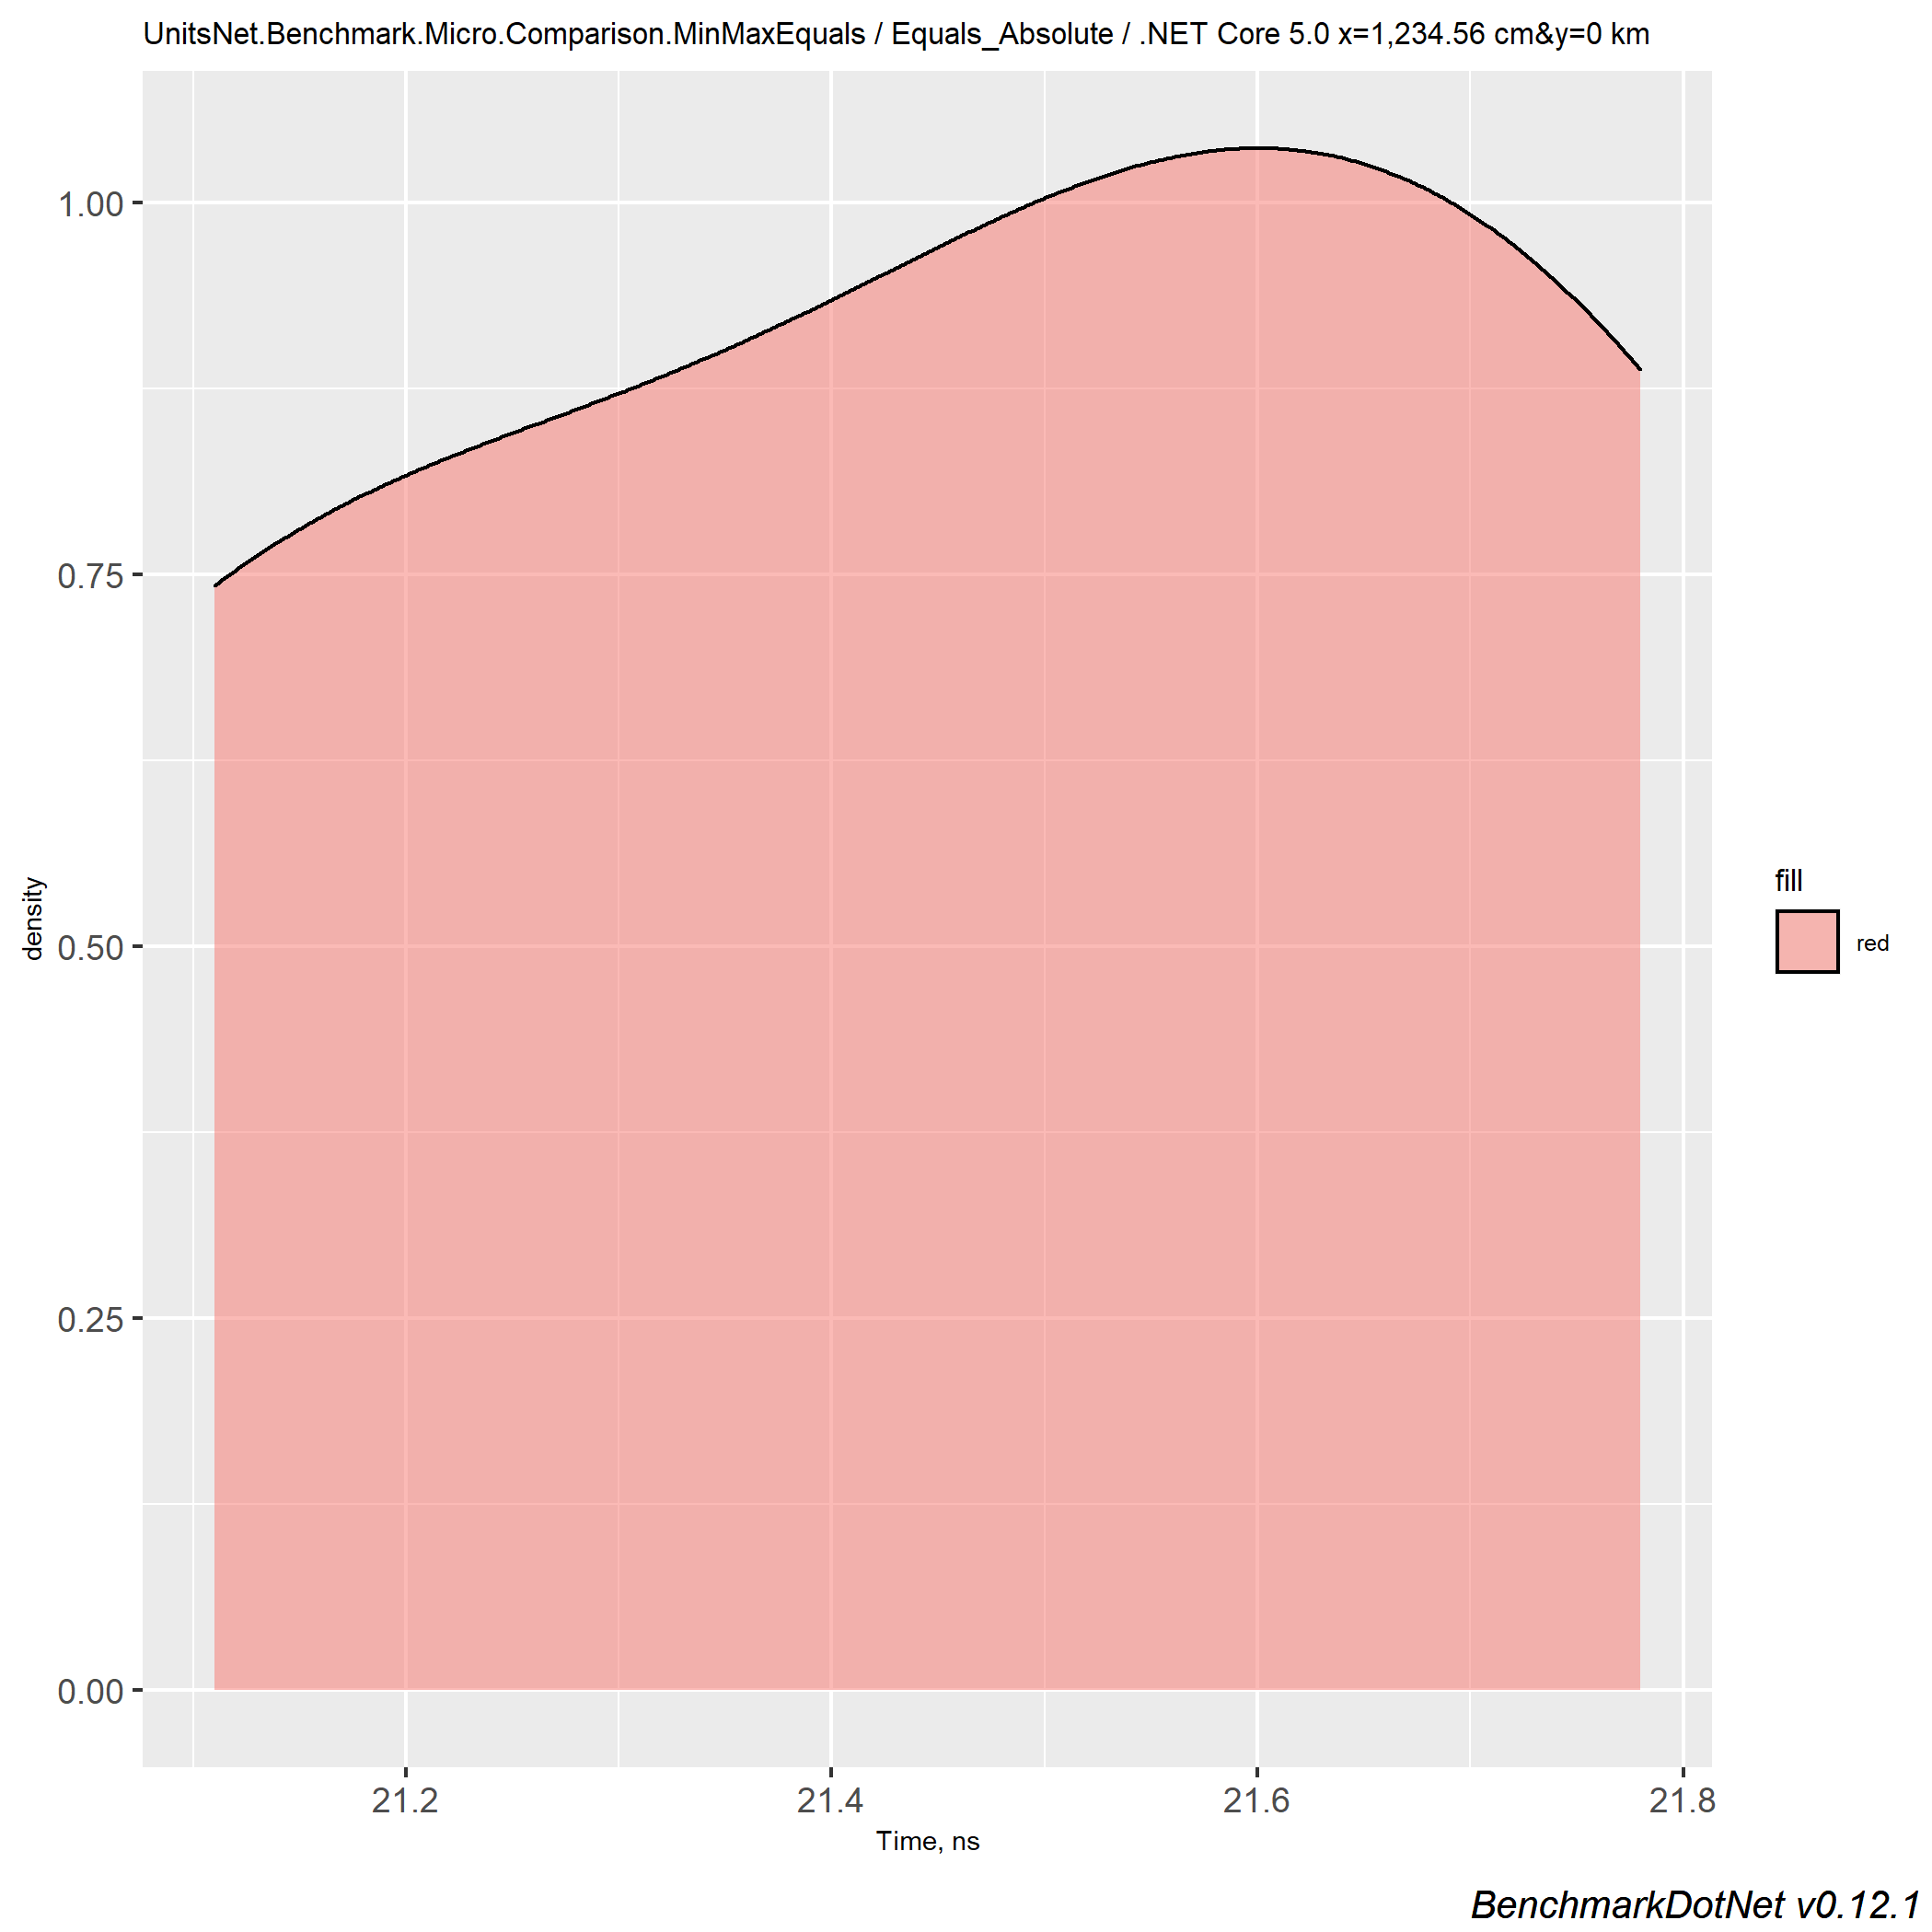 UnitsNet.Benchmark.Micro.Comparison.MinMaxEquals / Equals_Absolute / .NET Core 5.0 x=1,234.56 cm&y=0 km
1.00
0.75
0.50
0.25
0.00
density
21.2 21.4 21.6 21.8
Time, ns
fill
red
BenchmarkDotNet v0.12.1